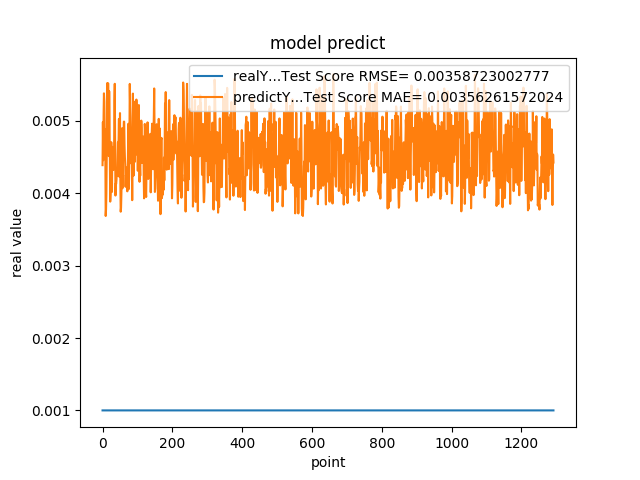 model predict
realY...Test Score RMSE= 0.00358723002777
predictY...Test Score MAE= 0.00356261572024
0.005
0.004
0.003
0.002
0.001
real value
0 200 400 600 800 1000 1200
point